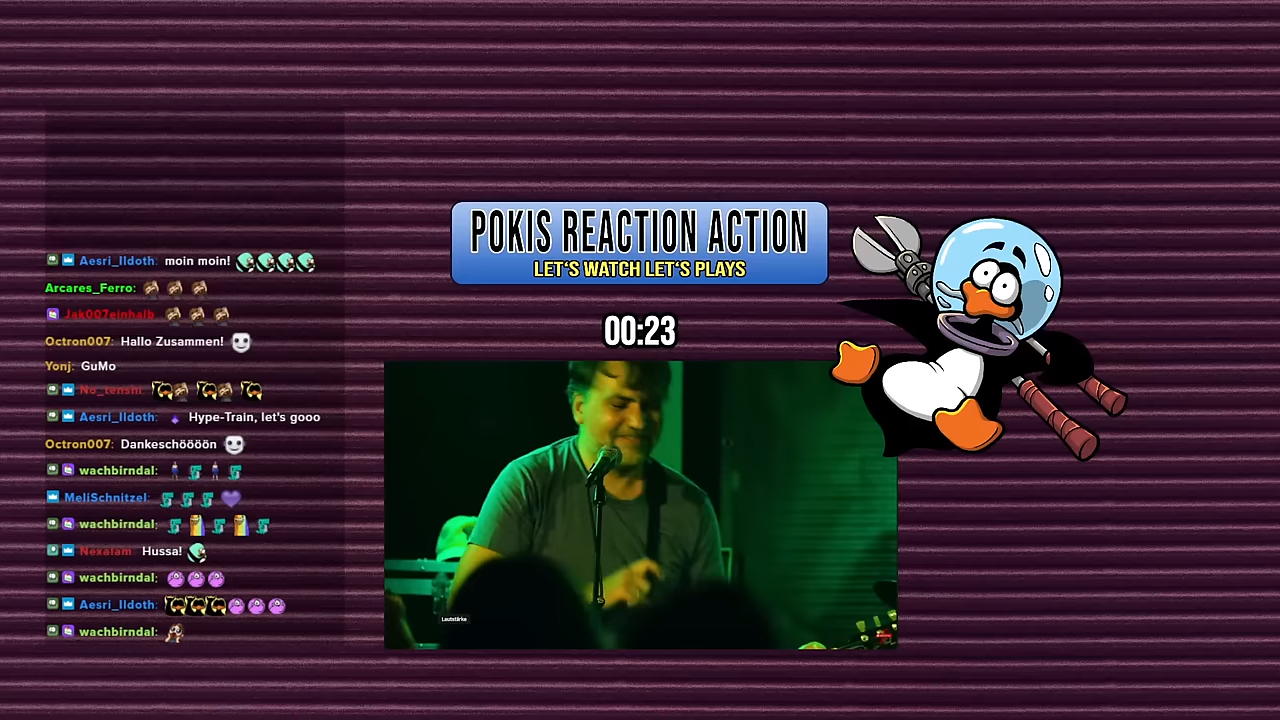 POKIS REACTION ACTION
LET'S WATCH LET'S PLAYS
00:23
Aesri_Ildoth: moin moin!
Arcares_Ferro:
Jak007einhalb
Octron007: Hallo Zusammen!
Yonj: GuMo
No_tenshi:
Aesri_Ildoth: Hype-Train, let's gooo
Octron007: Dankeschöööön
wachbirndal:
MeliSchnitzel:
wachbirndal:
Nexalam Hussa!
wachbirndal:
Aesri_Ildoth:
wachbirndal:
Lautstärke